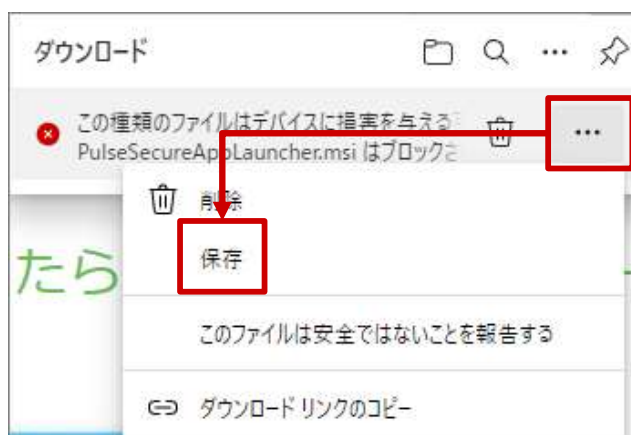 ダウンロード
この種類のファイルはデバイスに損害を与える
PulseSecureAppLauncher.msi はブロックさ
削除
保存
たら
このファイルは安全ではないことを報告する
ダウンロード リンクのコピー